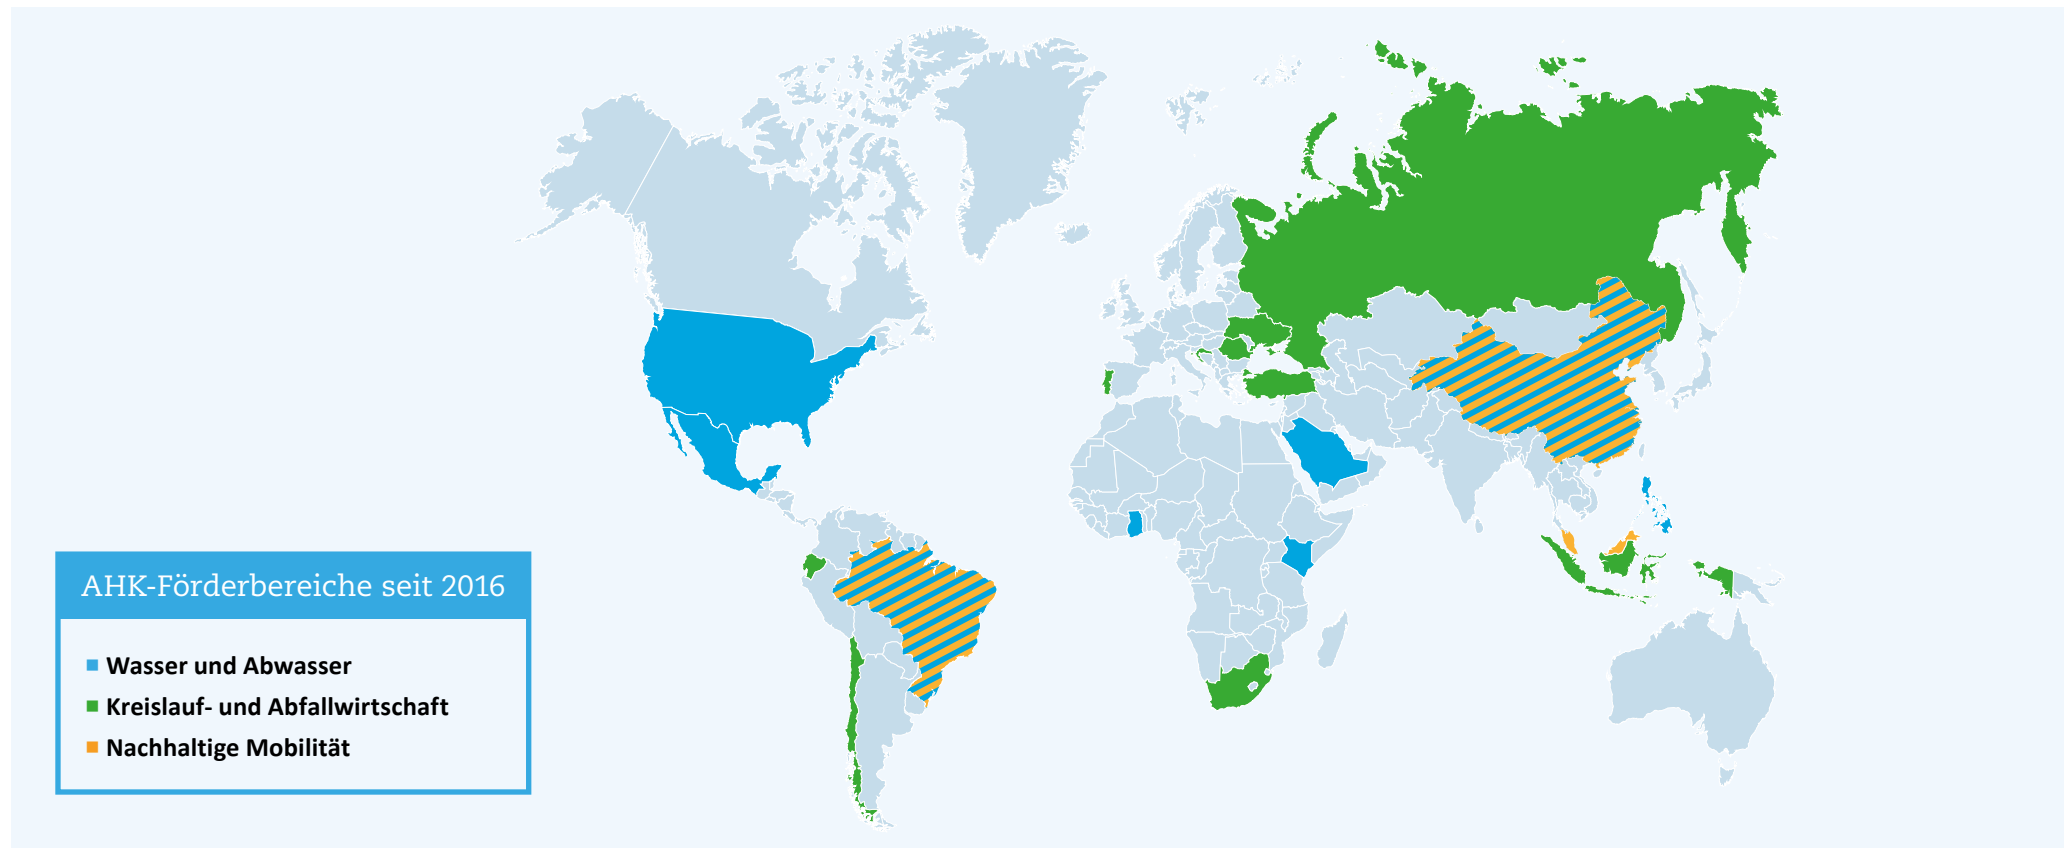 AHK-Förderbereiche seit 2016
Wasser und Abwasser
Kreislauf- und Abfallwirtschaft
Nachhaltige Mobilität